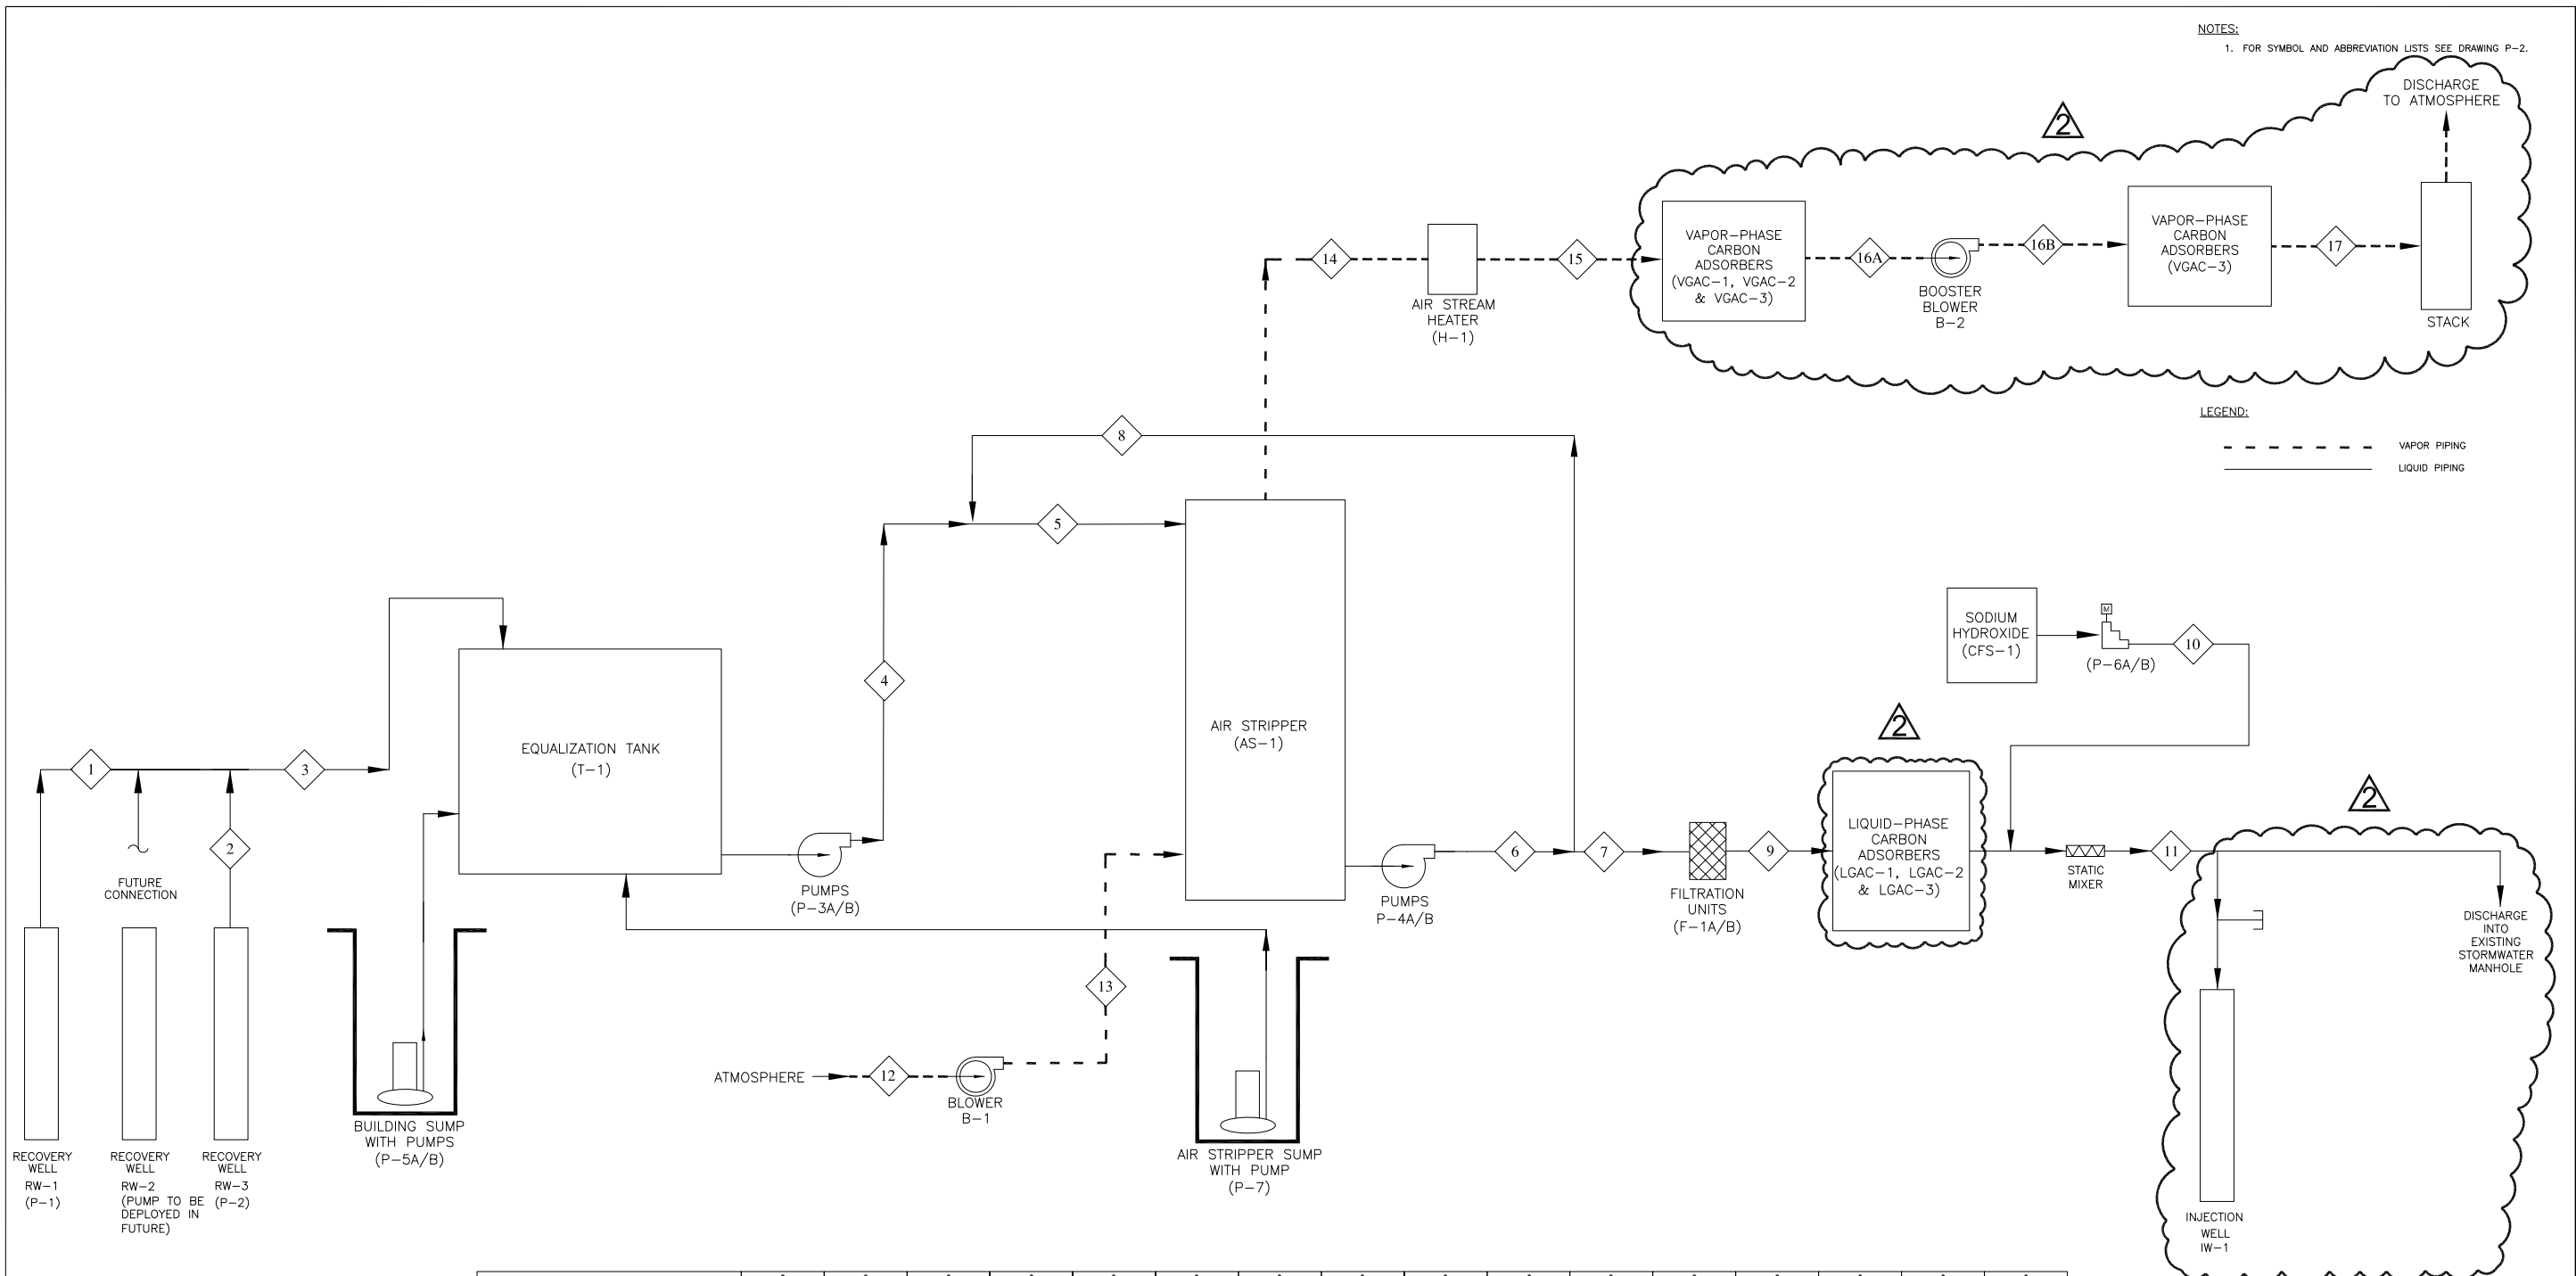 NOTES:
1. FOR SYMBOL AND ABBREVIATION LISTS SEE DRAWING P-2.
DISCHARGE
TO ATMOSPHERE
2
14
15
16A
16B
17
VAPOR-PHASE
CARBON
ADSORBERS
(VGAC-1, VGAC-2
& VGAC-3)
VAPOR-PHASE
CARBON
ADSORBERS
(VGAC-3)
AIR STREAM
HEATER
(H-1)
BOOSTER
BLOWER
B-2
STACK
LEGEND:
VAPOR PIPING
LIQUID PIPING
8
5
4
SODIUM
HYDROXIDE
(CFS-1)
M
(P-6A/B)
10
EQUALIZATION TANK
(T-1)
AIR STRIPPER
(AS-1)
1
3
2
FUTURE
CONNECTION
PUMPS
(P-3A/B)
PUMPS
P-4A/B
6
7
FILTRATION
UNITS
(F-1A/B)
9
2
LIQUID-PHASE
CARBON
ADSORBERS
(LGAC-1, LGAC-2
& LGAC-3)
STATIC
MIXER
11
2
DISCHARGE
INTO
EXISTING
STORMWATER
MANHOLE
13
ATMOSPHERE
12
BLOWER
B-1
BUILDING SUMP
WITH PUMPS
(P-5A/B)
AIR STRIPPER SUMP
WITH PUMP
(P-7)
RECOVERY
WELL
RW-1
(P-1)
RECOVERY
WELL
RW-2
(PUMP TO BE
DEPLOYED IN
FUTURE)
RECOVERY
WELL
RW-3
(P-2)
INJECTION
WELL
IW-1